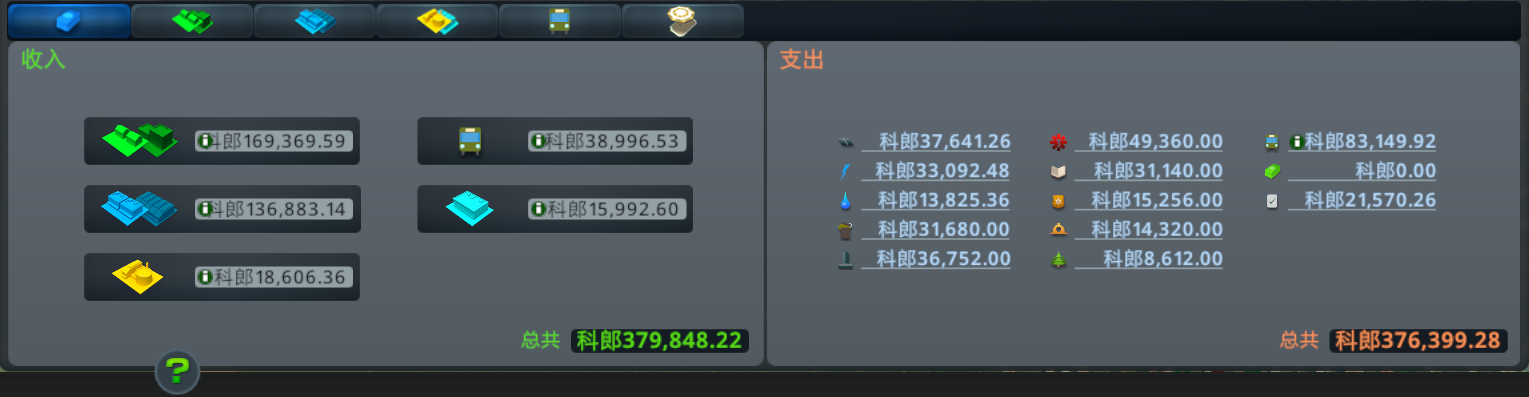 收入
科郎169,369.59
科郎38,996.53
科郎136,883.14
科郎15,992.60
科郎18,606.36
总共 科郎379,848.22
支出
科郎37,641.26 科郎49,360.00 科郎83,149.92
科郎33,092.48 科郎31,140.00 科郎0.00
科郎13,825.36 科郎15,256.00 科郎21,570.26
科郎31,680.00 科郎14,320.00
科郎36,752.00 科郎8,612.00
总共 科郎376,399.28
?